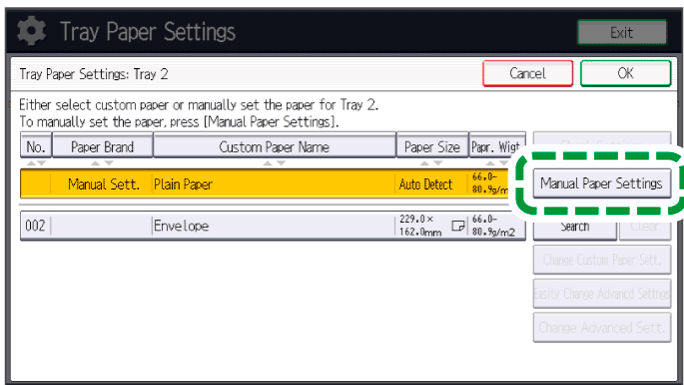 Tray Paper Settings
Exit
Tray Paper Settings: Tray 2
Cancel
OK
Either select custom paper or manually set the paper for Tray 2.
To manually set the paper, press [Manual Paper Settings].
No. Paper Brand Custom Paper Name Paper Size Papr. Wigt
Manual Sett. Plain Paper Auto Detect 66.0-
80.9g/m
Manual Paper Settings
002 Envelope 229.0×
162.0mm 66.0-
80.9g/m2
Search Clear
Change Custom Paper Sett.
Easily Change Advancd Settngs
Change Advanced Sett.